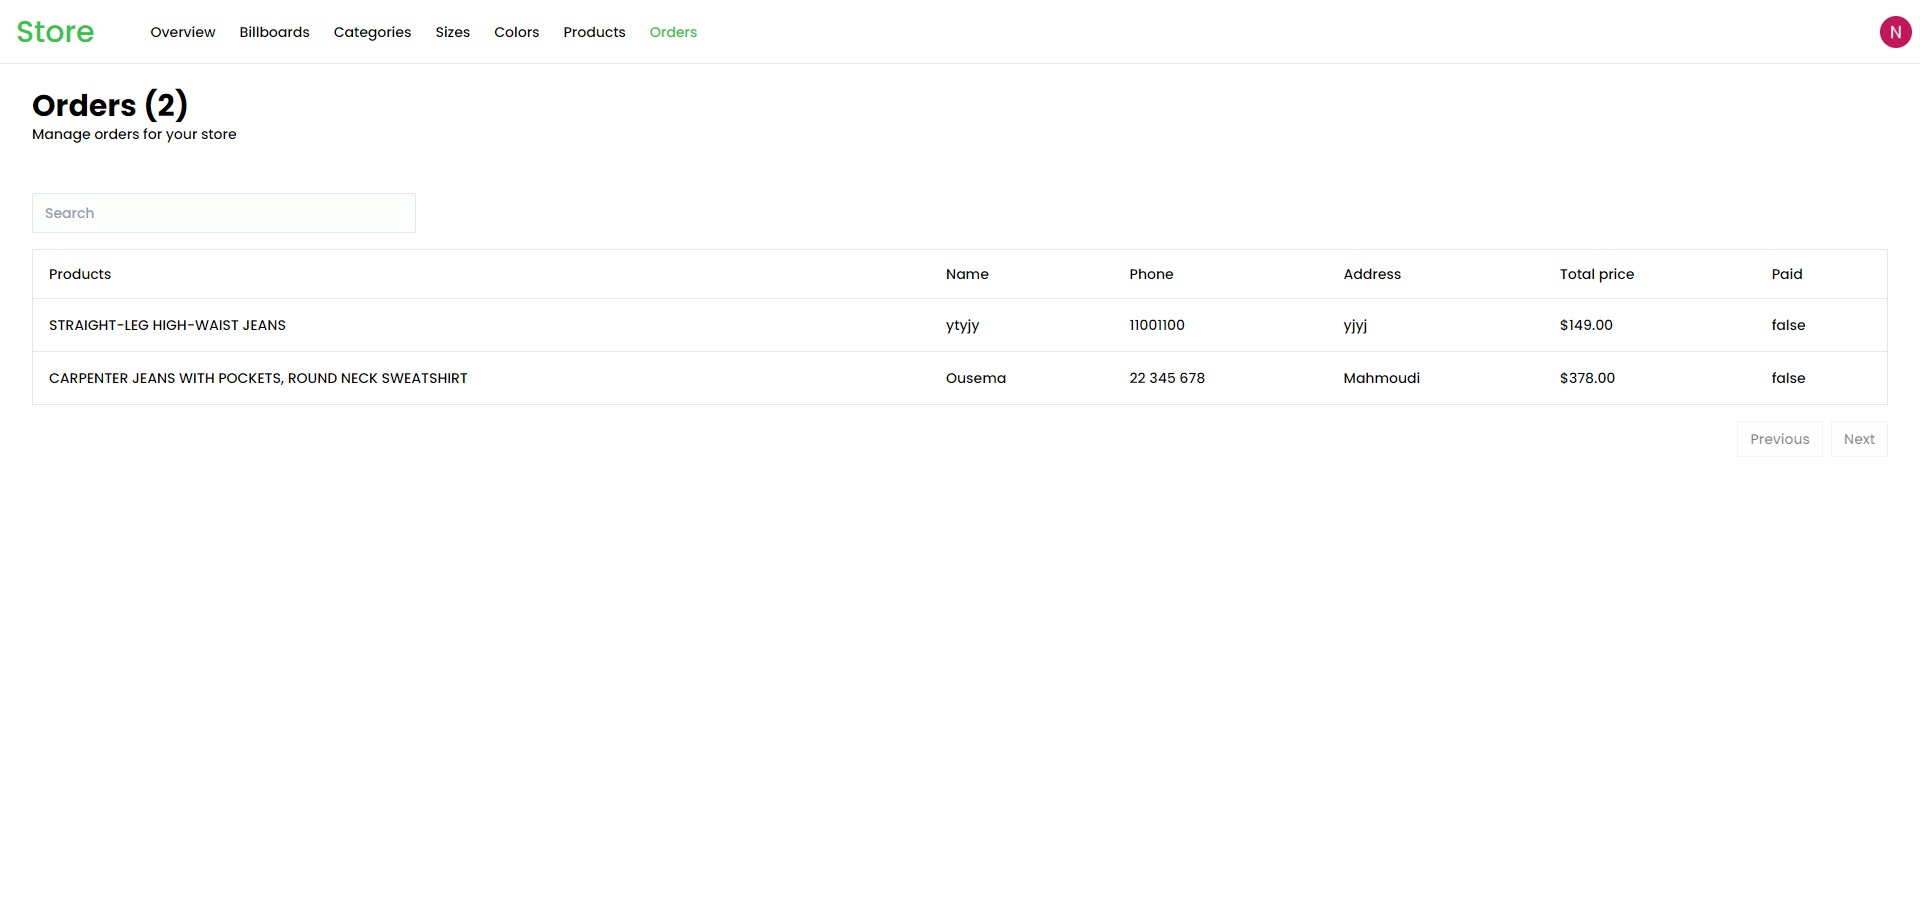 Store Overview Billboards Categories Sizes Colors Products Orders N
Orders (2)
Manage orders for your store
Search
Products Name Phone Address Total price Paid
STRAIGHT-LEG HIGH-WAIST JEANS ytyjy 11001100 yjyj $149.00 false
CARPENTER JEANS WITH POCKETS, ROUND NECK SWEATSHIRT Ousema 22 345 678 Mahmoudi $378.00 false
Previous Next